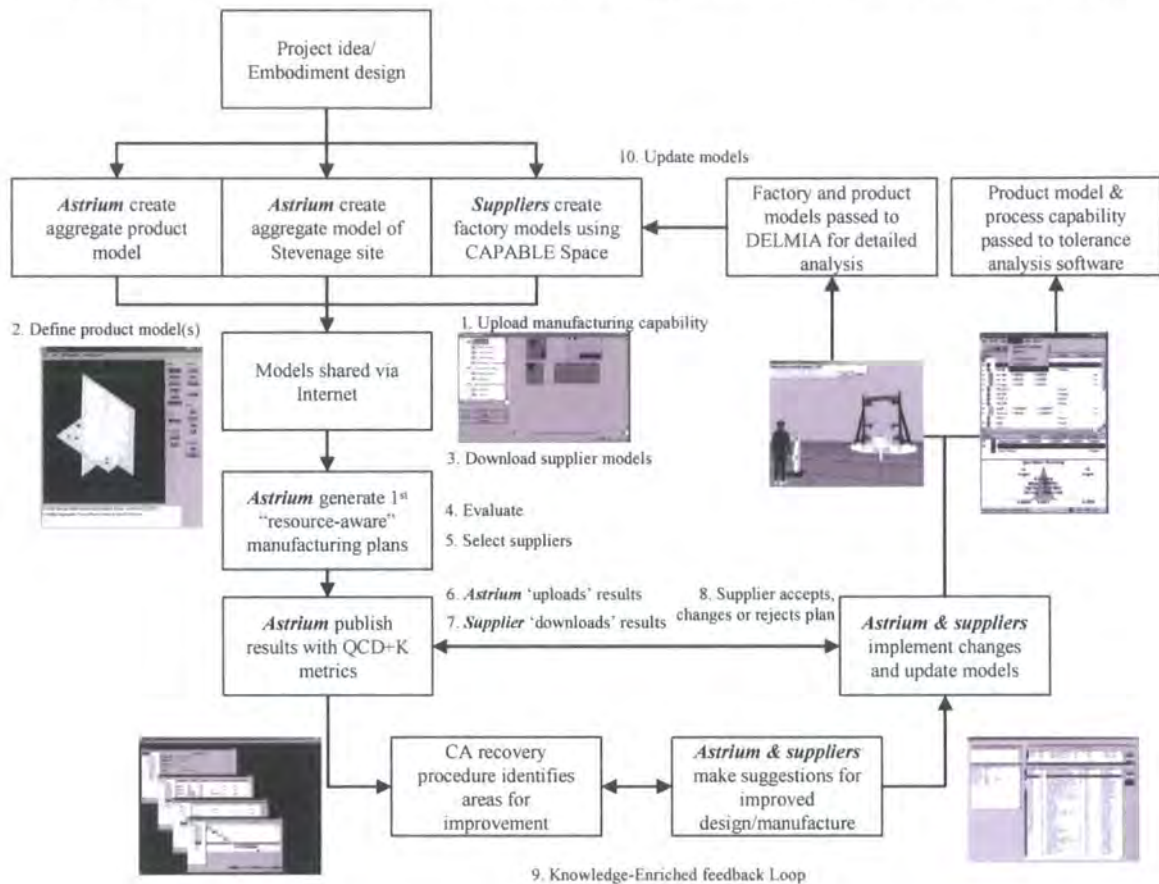 Project idea/
Embodiment design
10. Update models
Astrium create
aggregate product
model
Astrium create
aggregate model of
Stevenage site
Suppliers create
factory models using
CAPABLE Space
Factory and product
models passed to
DELMIA for detailed
analysis
Product model &
process capability
passed to tolerance
analysis software
2. Define product model(s)
1. Upload manufacturing capability
Models shared via
Internet
3. Download supplier models
Astrium generate 1st
"resource-aware"
manufacturing plans
4. Evaluate
5. Select suppliers
6. Astrium 'uploads' results
7. Supplier 'downloads' results
8. Supplier accepts,
changes or rejects plan
Astrium publish
results with QCD+K
metrics
Astrium & suppliers
implement changes
and update models
CA recovery
procedure identifies
areas for
improvement
Astrium & suppliers
make suggestions for
improved
design/manufacture
9. Knowledge-Enriched feedback Loop